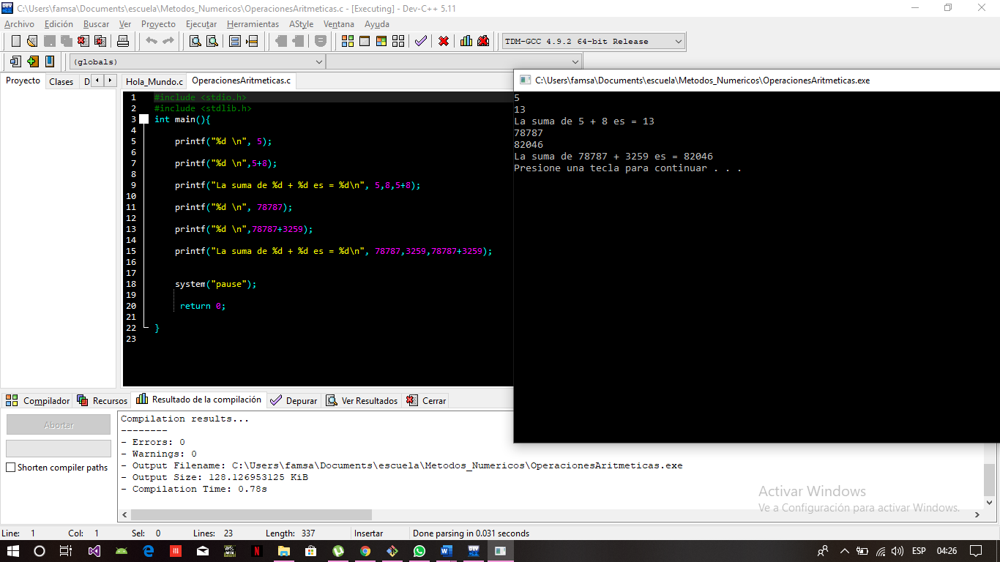 C:\Users\famsa\Documents\escuela\Metodos_Numericos\OperacionesAritmeticas.c - [Executing] - Dev-C++ 5.11
Archivo Edición Buscar Ver Proyecto Ejecutar Herramientas AStyle Ventana Ayuda
TDM-GCC 4.9.2 64-bit Release
(globals)
Proyecto Clases D
Hola_Mundo.c OperacionesAritmeticas.c
1 #include <stdio.h>
2 #include <stdlib.h>
3 int main(){
4
5 printf("%d \n", 5);
6
7 printf("%d \n",5+8);
8
9 printf("La suma de %d + %d es = %d\n", 5,8,5+8);
10
11 printf("%d \n", 78787);
12
13 printf("%d \n",78787+3259);
14
15 printf("La suma de %d + %d es = %d\n", 78787,3259,78787+3259);
16
17
18 system("pause");
19
20 return 0;
21
22 }
23
C:\Users\famsa\Documents\escuela\Metodos_Numericos\OperacionesAritmeticas.exe
5
13
La suma de 5 + 8 es = 13
78787
82046
La suma de 78787 + 3259 es = 82046
Presione una tecla para continuar . . .
Compilador Recursos Resultado de la compilación Depurar Ver Resultados Cerrar
Abortar
Shorten compiler paths
Compilation results...
--------
- Errors: 0
- Warnings: 0
- Output Filename: C:\Users\famsa\Documents\escuela\Metodos_Numericos\OperacionesAritmeticas.exe
- Output Size: 128.126953125 KiB
- Compilation Time: 0.78s
Activar Windows
Ve a Configuración para activar Windows.
Line: 1 Col: 1 Sel: 0 Lines: 23 Length: 337 Insertar Done parsing in 0.031 seconds
ESP 04:26